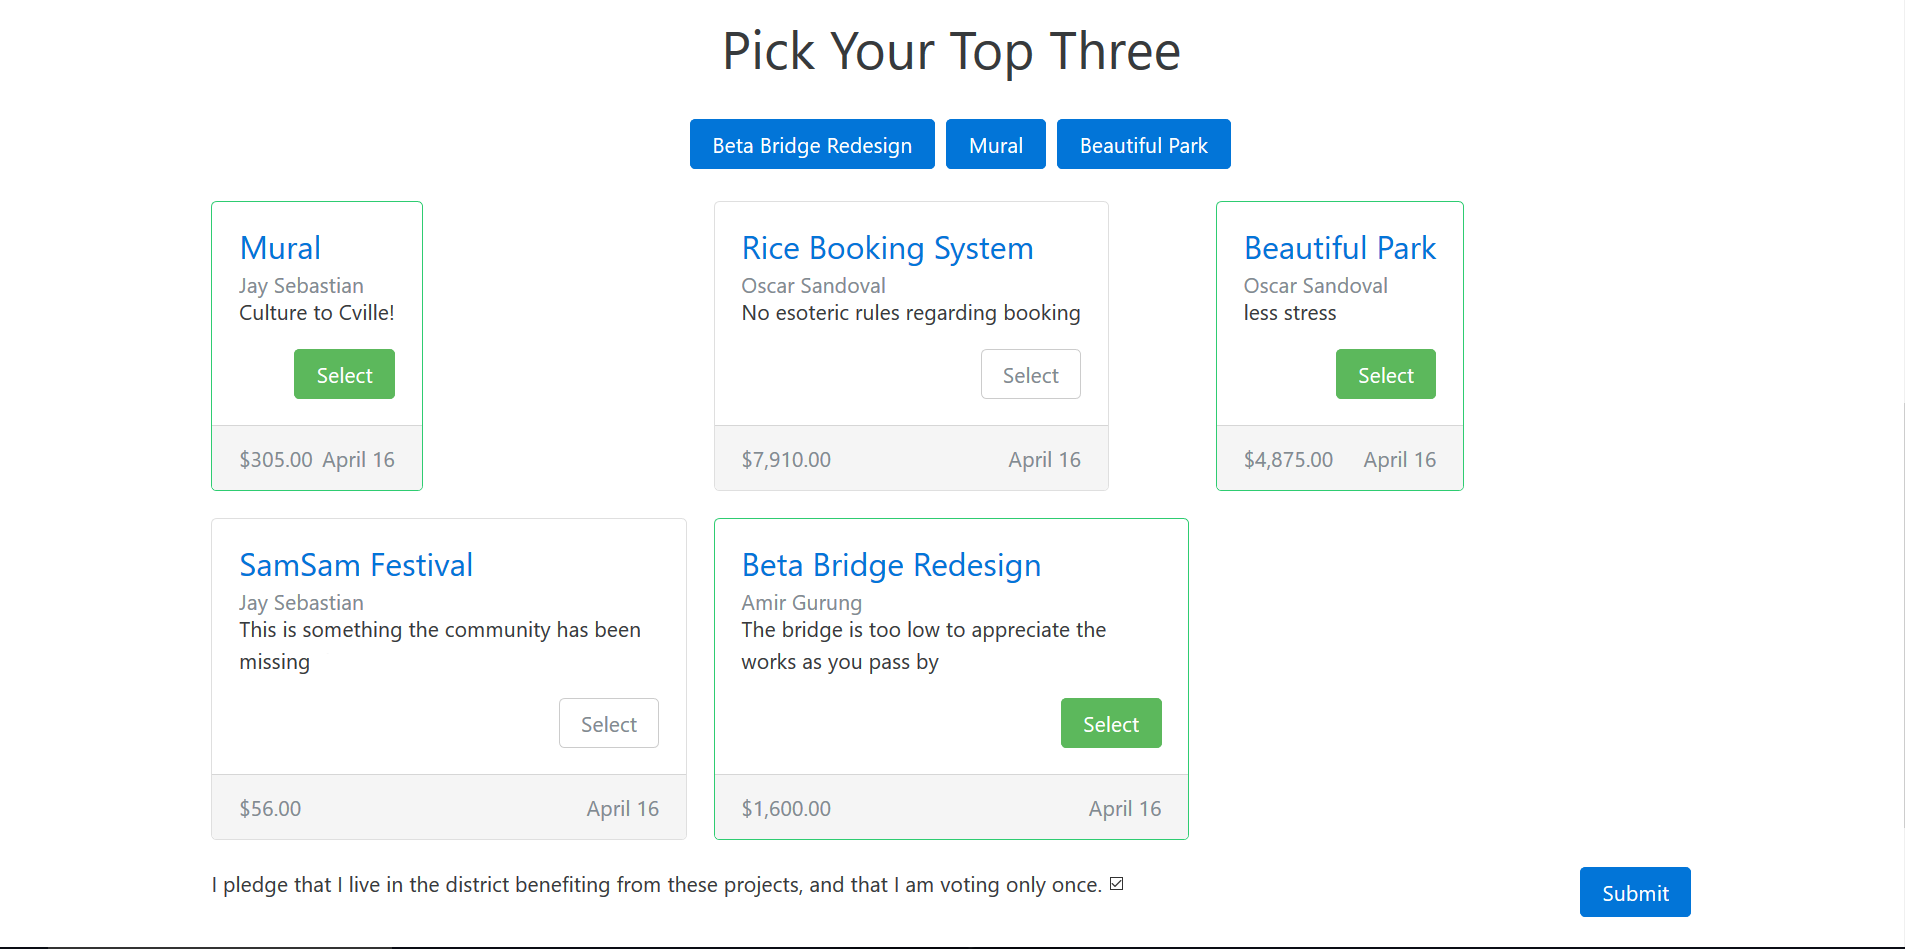 Pick Your Top Three
Beta Bridge Redesign
Mural
Beautiful Park
Mural
Jay Sebastian
Culture to Cville!
Select
$305.00 April 16
Rice Booking System
Oscar Sandoval
No esoteric rules regarding booking
Select
$7,910.00 April 16
Beautiful Park
Oscar Sandoval
less stress
Select
$4,875.00 April 16
SamSam Festival
Jay Sebastian
This is something the community has been
missing
Select
$56.00 April 16
Beta Bridge Redesign
Amir Gurung
The bridge is too low to appreciate the
works as you pass by
Select
$1,600.00 April 16
I pledge that I live in the district benefiting from these projects, and that I am voting only once.
Submit